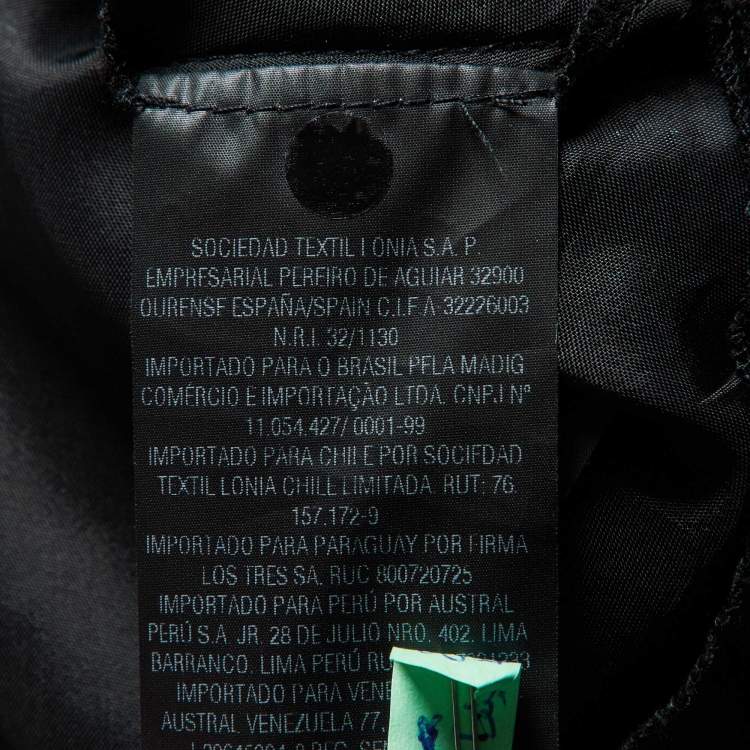 SOCIEDAD TEXTIL LONIA S.A. P.
EMPRESARIAL PEREIRO DE AGUIAR 32900
OURENSE ESPAÑA/SPAIN C.I.F A-32226003
N.R.I. 32/1130
IMPORTADO PARA O BRASIL PELA MADIG
COMÉRCIO E IMPORTAÇÃO LTDA. CNPJ Nº
11.054.427/ 0001-99
IMPORTADO PARA CHILE POR SOCIEDAD
TEXTIL LONIA CHILE LIMITADA. RUT: 76.
157.172-9
IMPORTADO PARA PARAGUAY POR FIRMA
LOS TRES SA. RUC 800720725
IMPORTADO PARA PERÚ POR AUSTRAL
PERÚ S.A. JR. 28 DE JULIO NRO. 402. LIMA
BARRANCO. LIMA PERÚ
IMPORTADO PARA
AUSTRAL VENEZUELA 77,